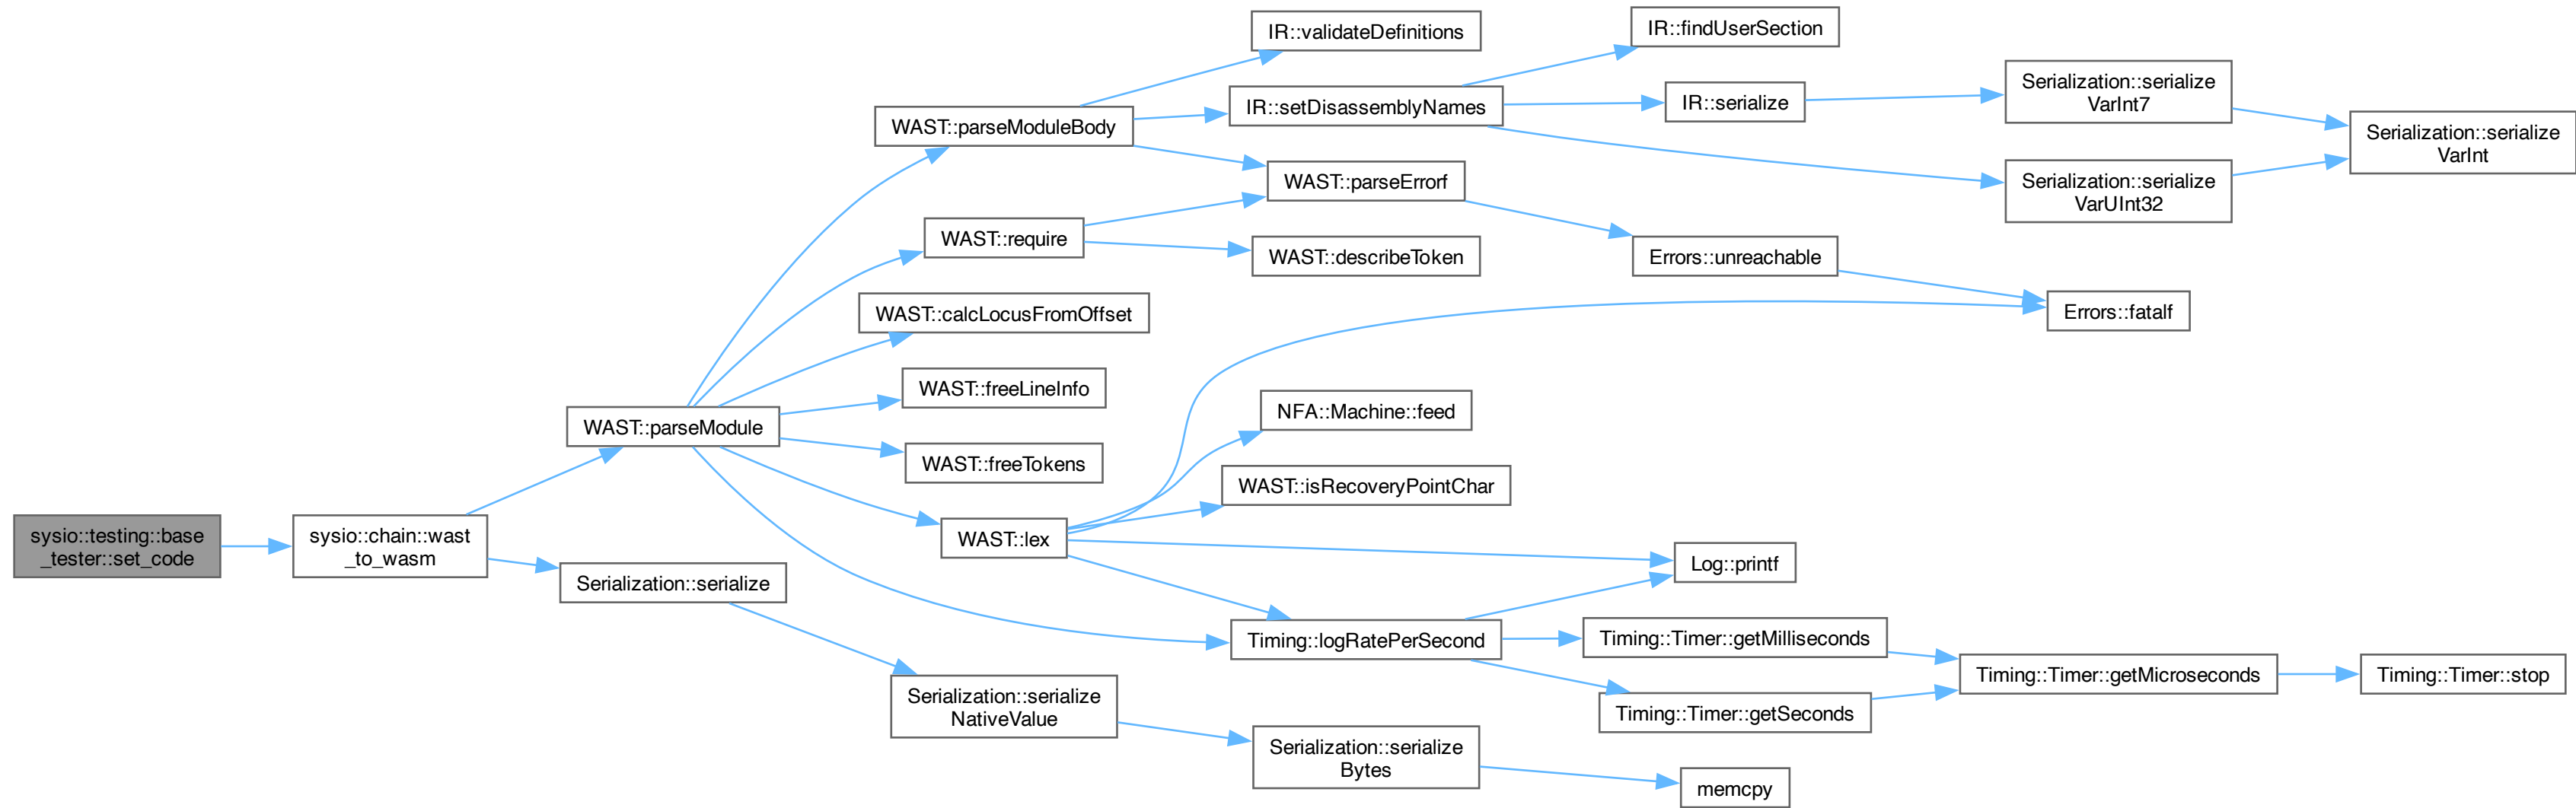 sysio::testing::base
_tester::set_code
sysio::chain::wast
_to_wasm
WAST::parseModule
Serialization::serialize
WAST::parseModuleBody
WAST::require
WAST::calcLocusFromOffset
WAST::freeLineInfo
WAST::freeTokens
WAST::lex
Serialization::serialize
NativeValue
IR::validateDefinitions
IR::setDisassemblyNames
WAST::parseErrorf
WAST::describeToken
NFA::Machine::feed
WAST::isRecoveryPointChar
Timing::logRatePerSecond
Serialization::serialize
Bytes
IR::findUserSection
IR::serialize
Errors::unreachable
Log::printf
Timing::Timer::getMilliseconds
Timing::Timer::getSeconds
memcpy
Serialization::serialize
VarInt7
Serialization::serialize
VarUInt32
Errors::fatalf
Timing::Timer::getMicroseconds
Serialization::serialize
VarInt
Timing::Timer::stop